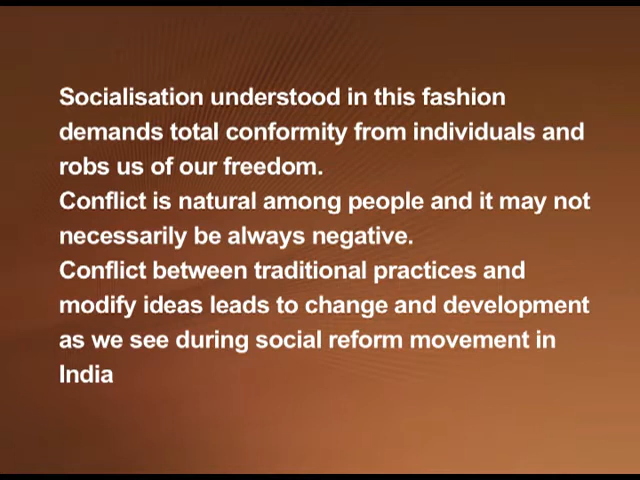 Socialisation understood in this fashion
demands total conformity from individuals and
robs us of our freedom.
Conflict is natural among people and it may not
necessarily be always negative.
Conflict between traditional practices and
modify ideas leads to change and development
as we see during social reform movement in
India